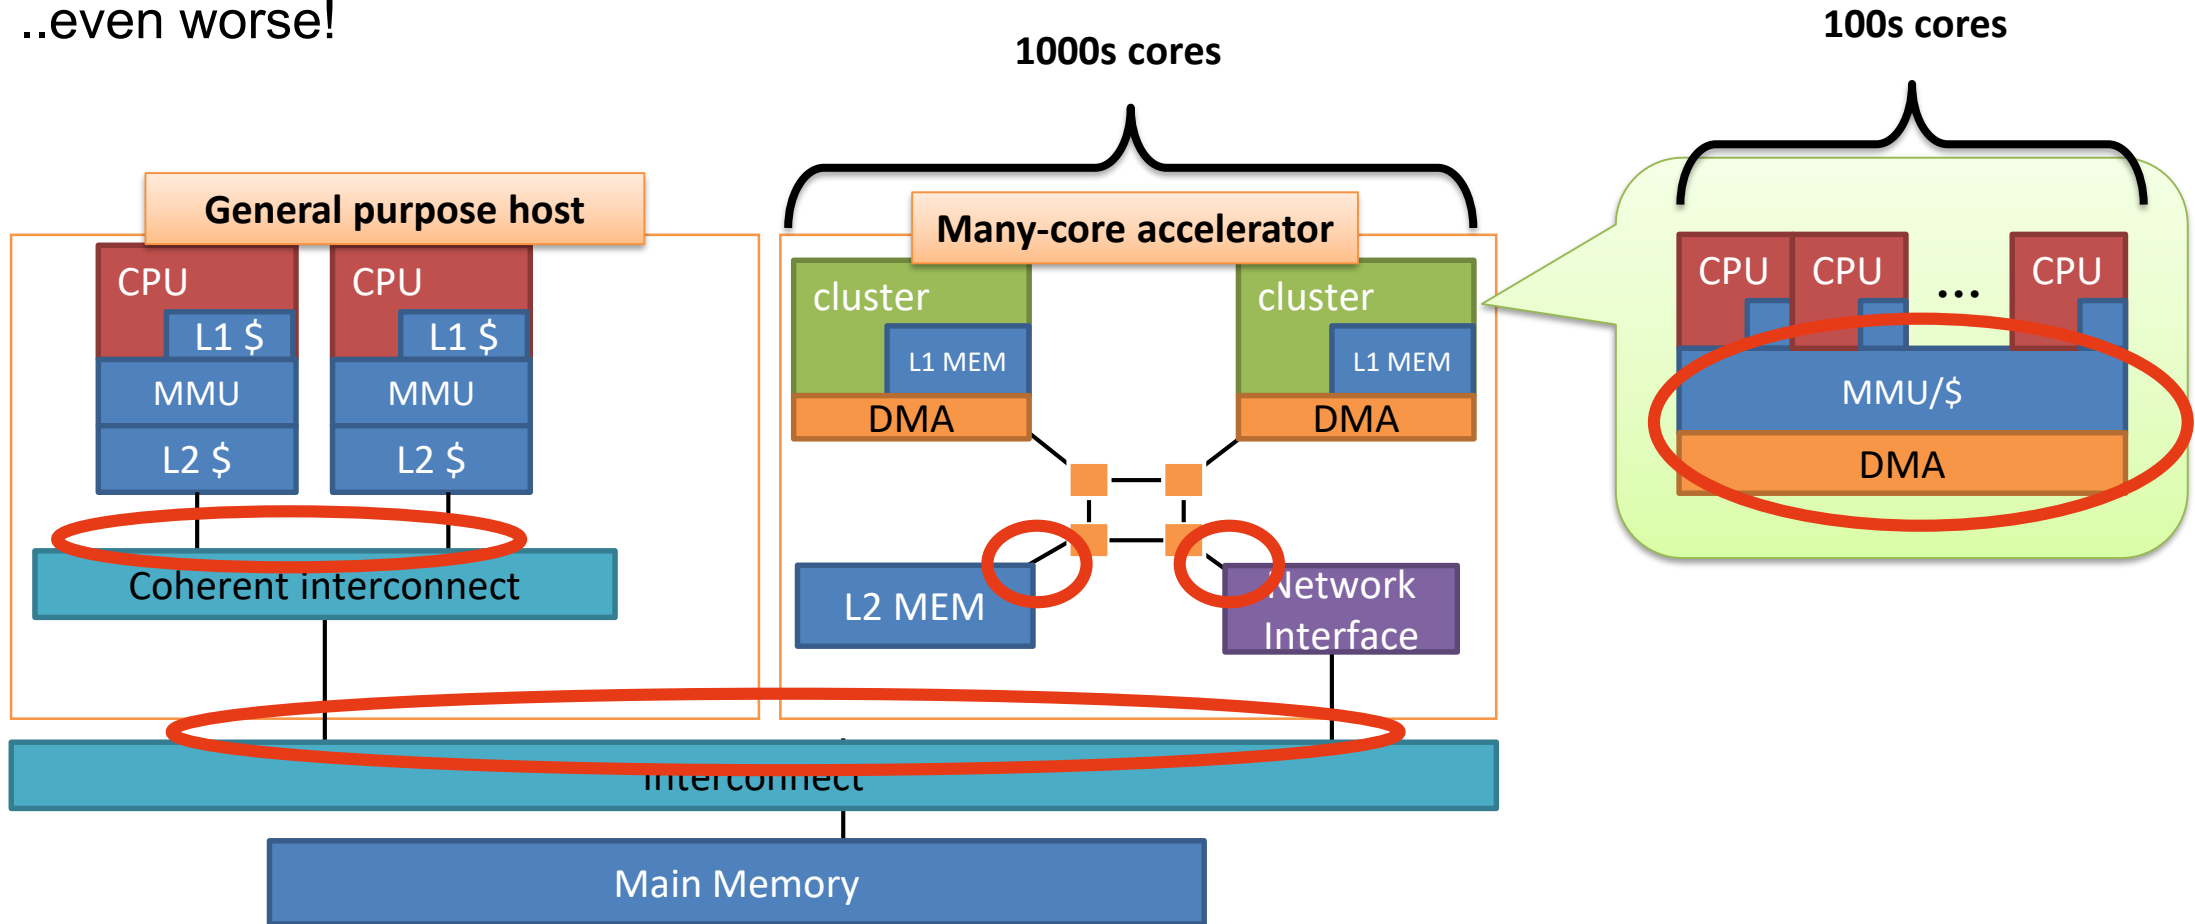 ..even worse!
1000s cores
100s cores
General purpose host
Many-core accelerator
CPU
L1 $
MMU
L2 $
CPU
L1 $
MMU
L2 $
Coherent interconnect
cluster
L1 MEM
DMA
cluster
L1 MEM
DMA
L2 MEM
Network
Interface
CPU
CPU
...
CPU
MMU/$
DMA
Interconnect
Main Memory